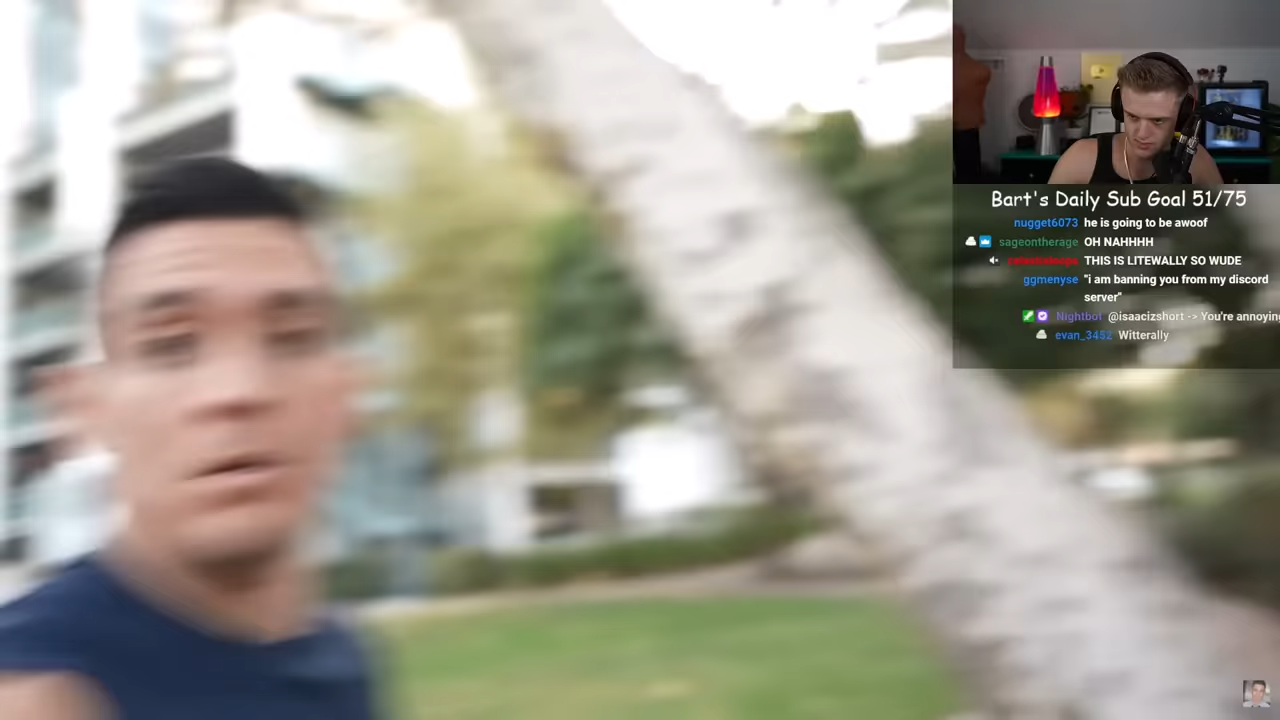 Bart's Daily Sub Goal 51/75
nugget6073 he is going to be awoof
sageontherage OH NAHHHH
THIS IS LITEWALLY SO WUDE
ggmenyse "i am banning you from my discord
server"
Nightbot @isaacizshort -> You're annoying
evan_3452 Witterally